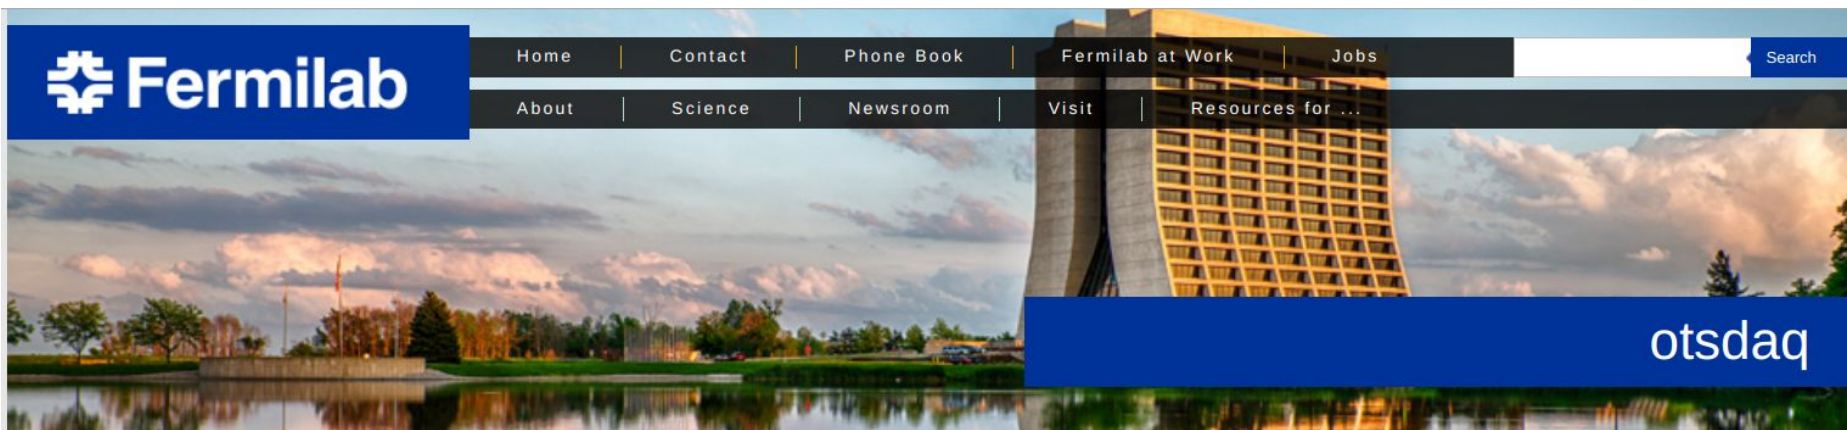 Fermilab
Home Contact Phone Book Fermilab at Work Jobs Search
About Science Newsroom Visit Resources for ...
otsdaq